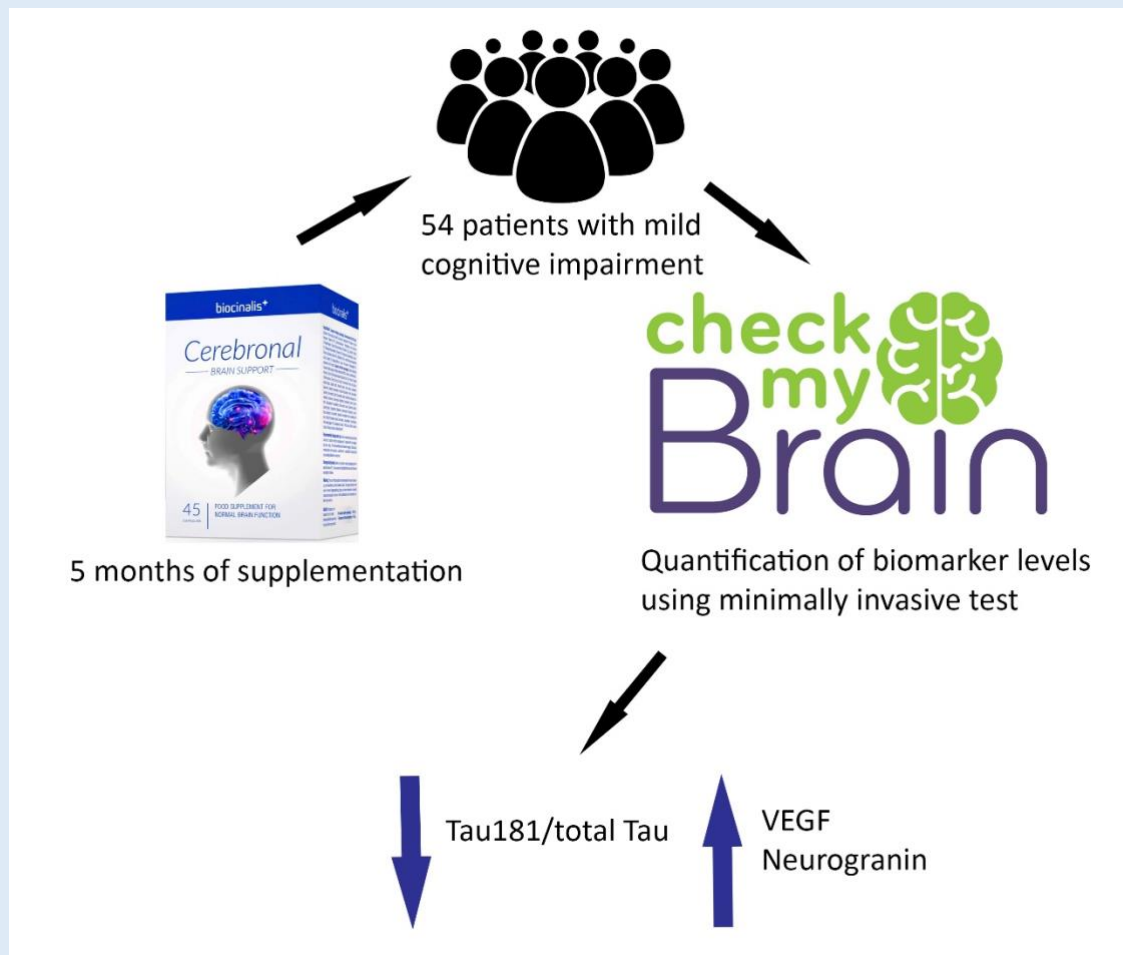 54 patients with mild
cognitive impairment
biocinalis+
Cerebronal
BRAIN SUPPORT
45
FOOD SUPPLEMENT FOR
NORMAL BRAIN FUNCTION
5 months of supplementation
check
my
Brain
Quantification of biomarker levels
using minimally invasive test
Tau181/total Tau
VEGF
Neurogranin